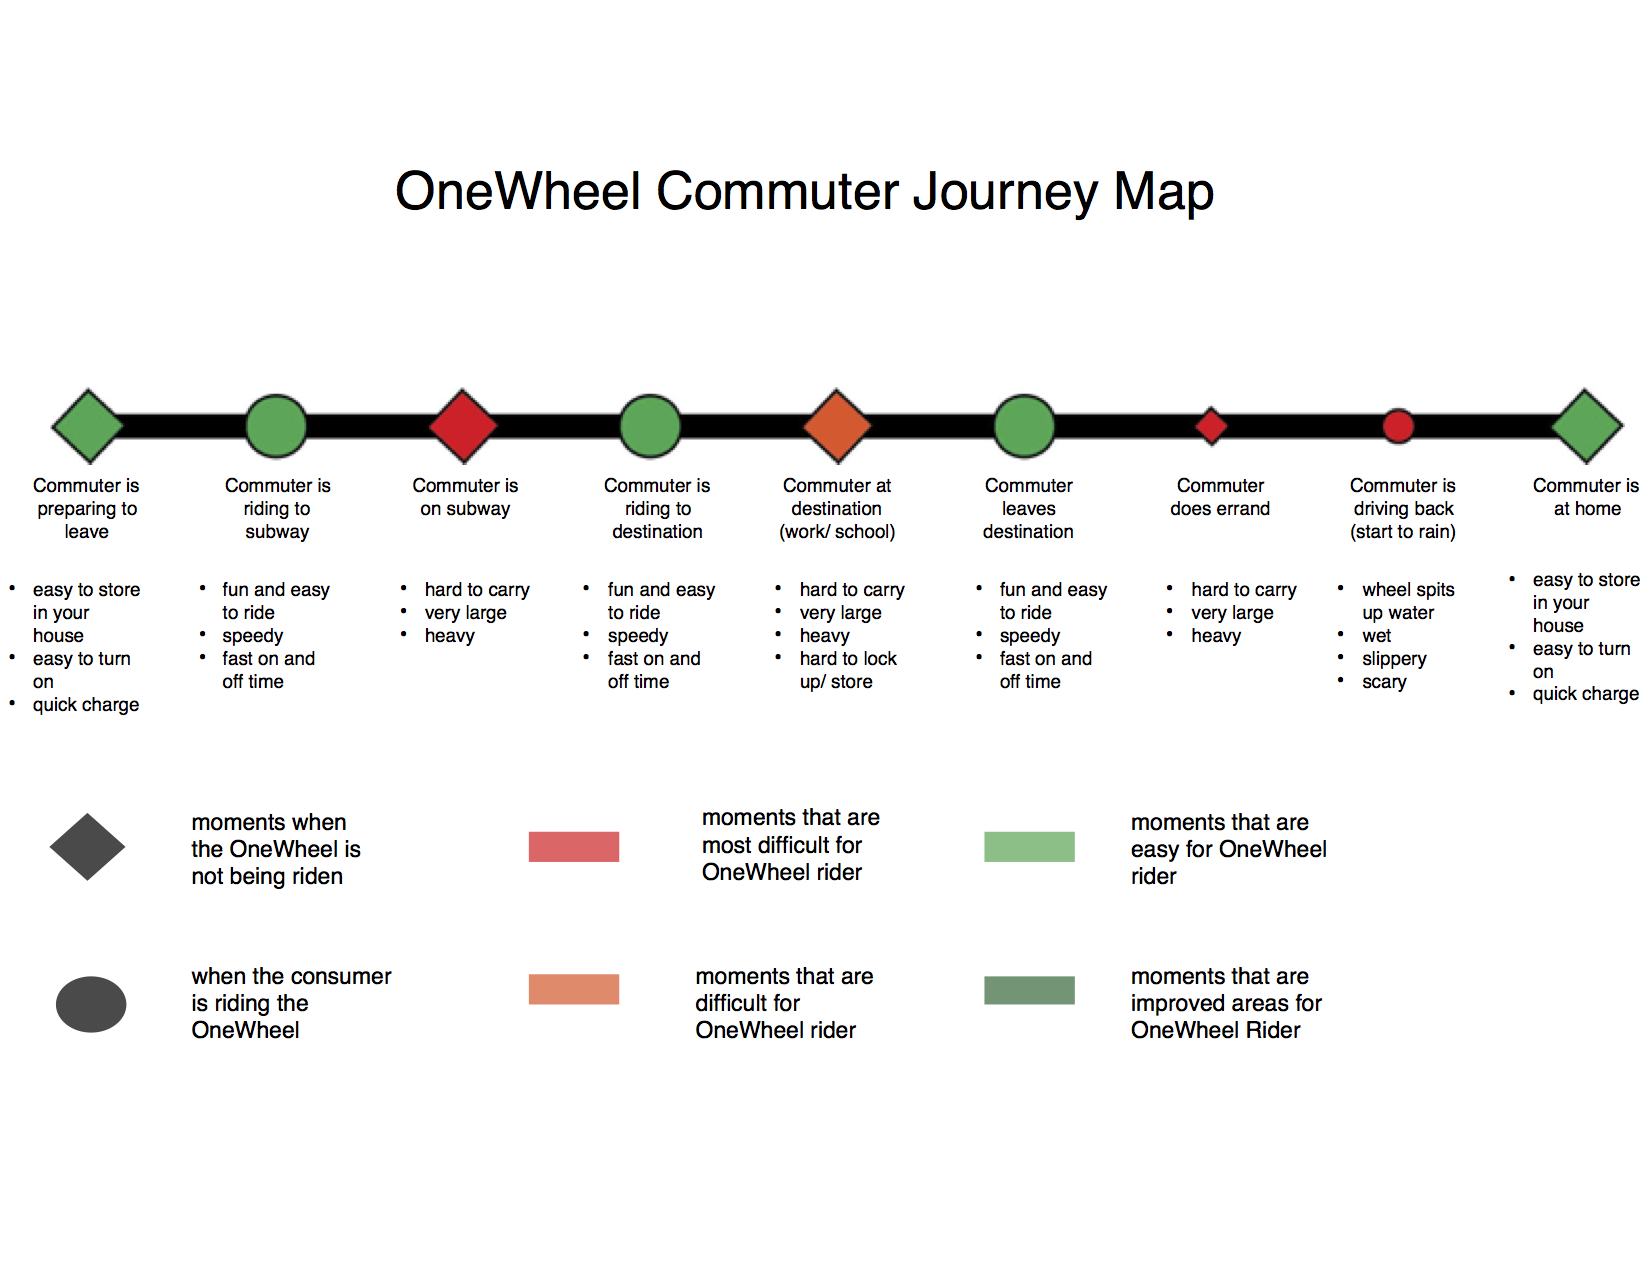 OneWheel Commuter Journey Map
Commuter is
preparing to
leave
Commuter is
riding to
subway
Commuter is
on subway
Commuter is
riding to
destination
Commuter at
destination
(work/ school)
Commuter
leaves
destination
Commuter
does errand
Commuter is
driving back
(start to rain)
Commuter is
at home
• easy to store
in your
house
• easy to turn
on
• quick charge
• fun and easy
to ride
• speedy
• fast on and
off time
• hard to carry
• very large
• heavy
• fun and easy
to ride
• speedy
• fast on and
off time
• hard to carry
• very large
• heavy
• hard to lock
up/ store
• fun and easy
to ride
• speedy
• fast on and
off time
• hard to carry
• very large
• heavy
• wheel spits
up water
• wet
• slippery
• scary
• easy to store
in your
house
• easy to turn
on
• quick charge
moments when
the OneWheel is
not being riden
moments that are
most difficult for
OneWheel rider
moments that are
easy for OneWheel
rider
when the consumer
is riding the
OneWheel
moments that are
difficult for
OneWheel rider
moments that are
improved areas for
OneWheel Rider